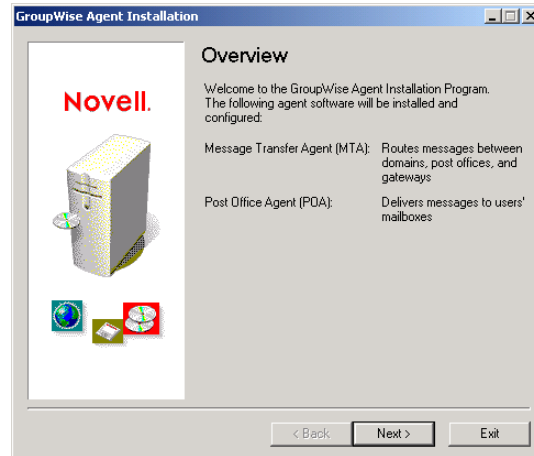 GroupWise Agent Installation
Novell.
Overview
Welcome to the GroupWise Agent Installation Program.
The following agent software will be installed and
configured:
Message Transfer Agent (MTA): Routes messages between
domains, post offices, and
gateways
Post Office Agent (POA): Delivers messages to users'
mailboxes
< Back
Next >
Exit